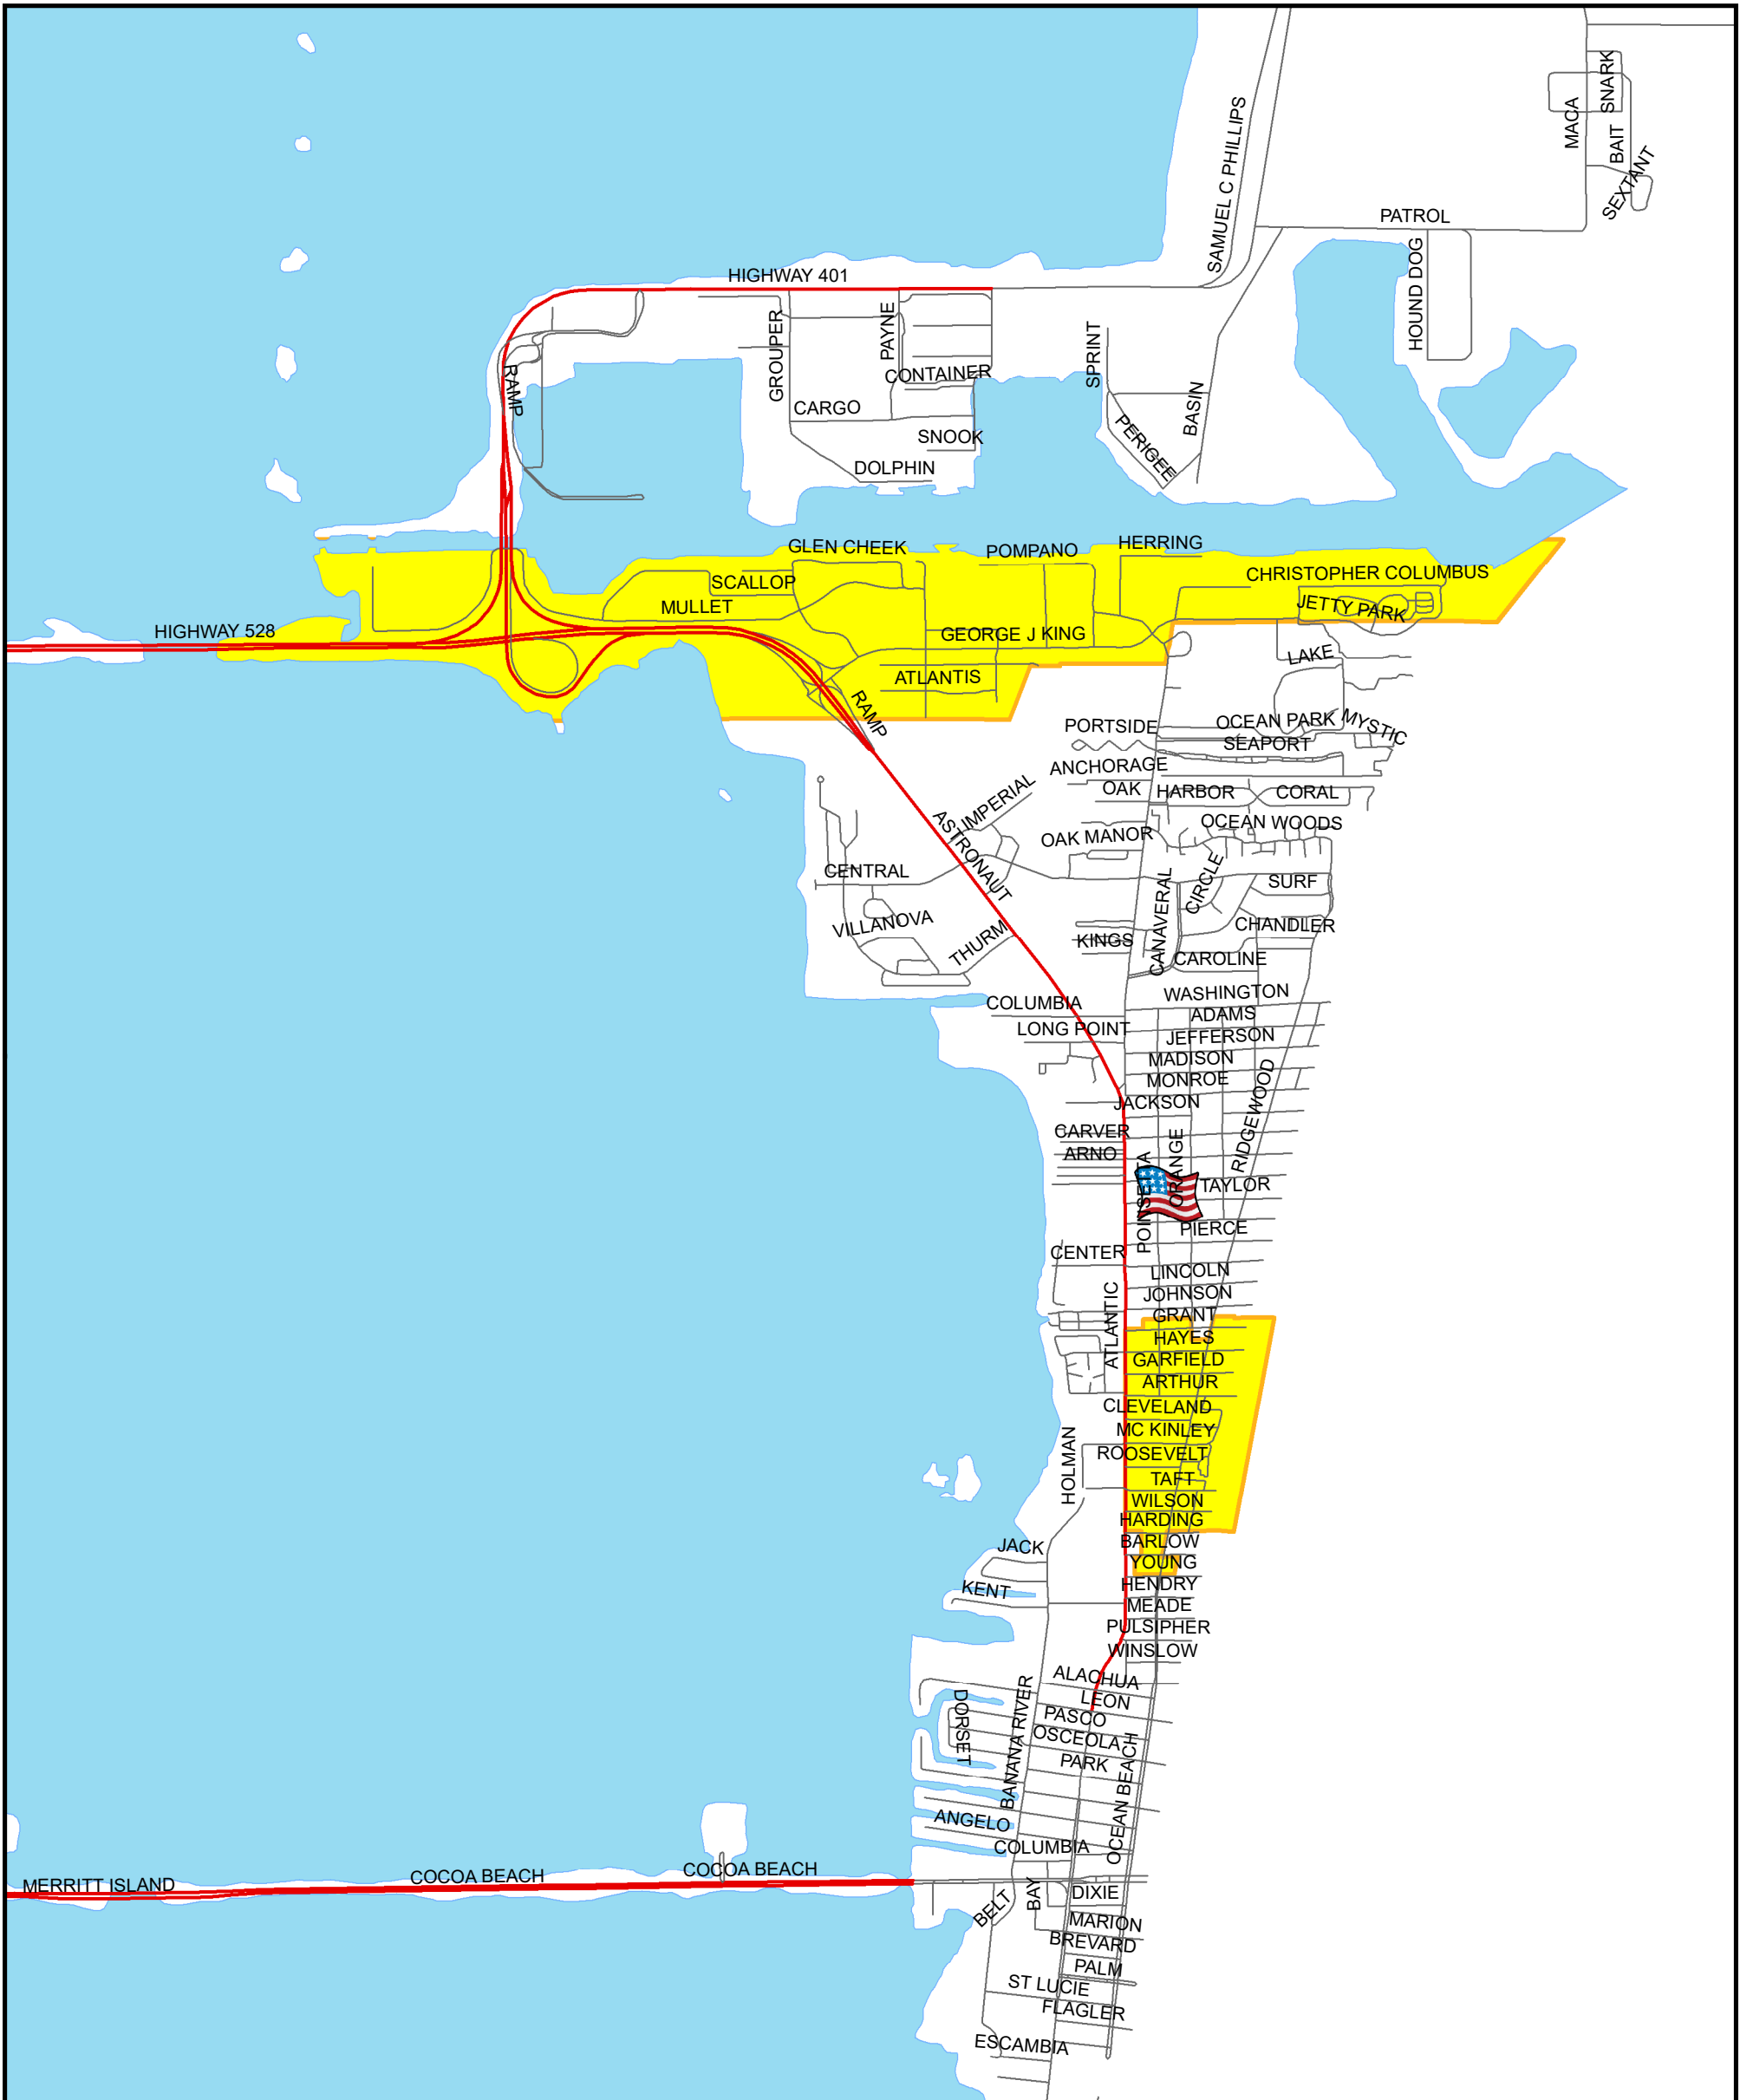 SNARK
MACA
BAIT
SEXTANT
SAMUEL C PHILLIPS
PATROL
HOUND DOG
HIGHWAY 401
GROUPER
PAYNE
SPRINT
RAMP
CONTAINER
CARGO
BASIN
PERIGEE
SNOOK
DOLPHIN
GLEN CHEEK
POMPANO
HERRING
SCALLOP
CHRISTOPHER COLUMBUS
MULLET
JETTY PARK
HIGHWAY 528
GEORGE J KING
LAKE
ATLANTIS
RAMP
PORTSIDE
OCEAN PARK
MYSTIC
SEAPORT
ANCHORAGE
OAK
HARBOR
CORAL
IMPERIAL
ASTRONAUT
OAK MANOR
OCEAN WOODS
CENTRAL
CIRCLE
SURF
CANAVERAL
VILLANOVA
THURM
KINGS
CHANDLER
CAROLINE
COLUMBIA
WASHINGTON
LONG POINT
ADAMS
JEFFERSON
MADISON
MONROE
RIDGEWOOD
JACKSON
CARVER
ARNO
ORANGE
POINSETTA
TAYLOR
PIERCE
CENTER
LINCOLN
JOHNSON
ATLANTIC
GRANT
HAYES
GARFIELD
ARTHUR
CLEVELAND
MC KINLEY
HOLMAN
ROOSEVELT
TAFT
WILSON
HARDING
BARLOW
JACK
YOUNG
KENT
HENDRY
MEADE
PULSIPHER
WINSLOW
ALACHUA
LEON
DORSET
BANANA RIVER
PASCO
OSCEOLA
PARK
OCEAN BEACH
ANGELO
COLUMBIA
MERRITT ISLAND
COCOA BEACH
COCOA BEACH
BELT
BAY
DIXIE
MARION
BREVARD
PALM
ST LUCIE
FLAGLER
ESCAMBIA